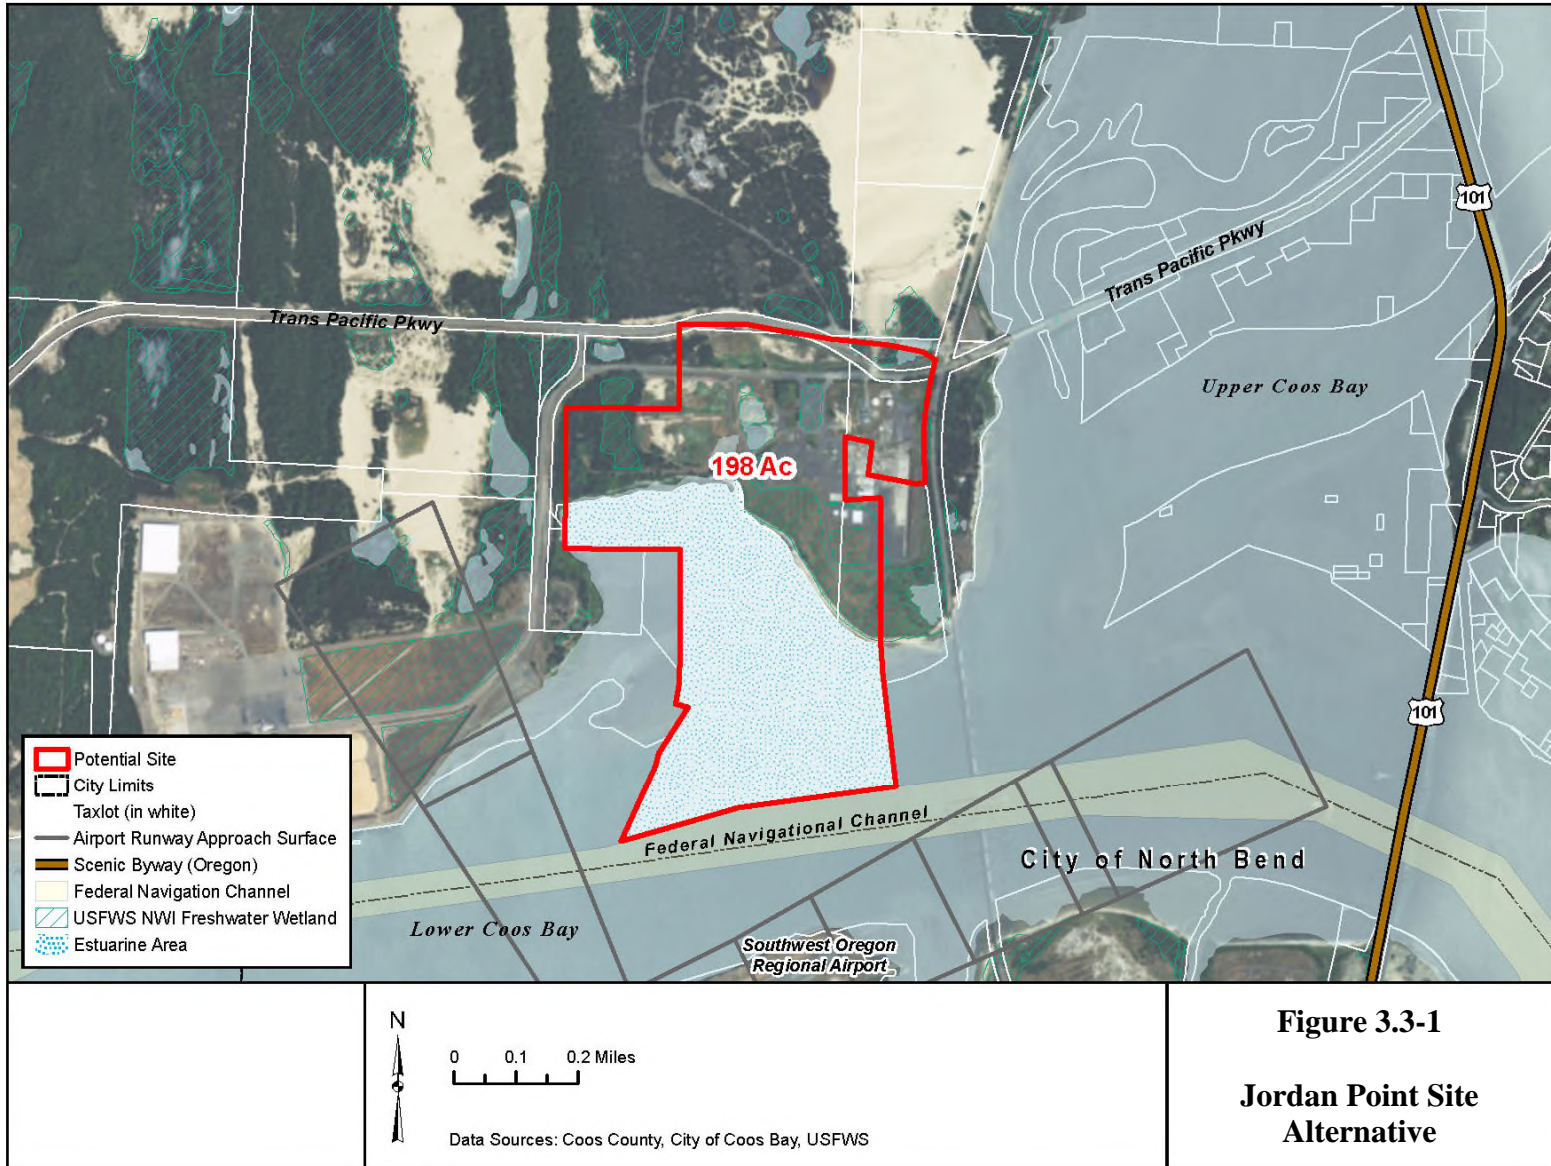 101
Trans Pacific Pkwy
Trans Pacific Pkwy
Upper Coos Bay
198 Ac
101
Potential Site
City Limits
Taxlot (in white)
Airport Runway Approach Surface
Scenic Byway (Oregon)
Federal Navigation Channel
USFWS NWI Freshwater Wetland
Estuarine Area
Federal Navigational Channel
City of North Bend
Lower Coos Bay
Southwest Oregon
Regional Airport
N
0 0.1 0.2 Miles
Data Sources: Coos County, City of Coos Bay, USFWS
Figure 3.3-1
Jordan Point Site
Alternative